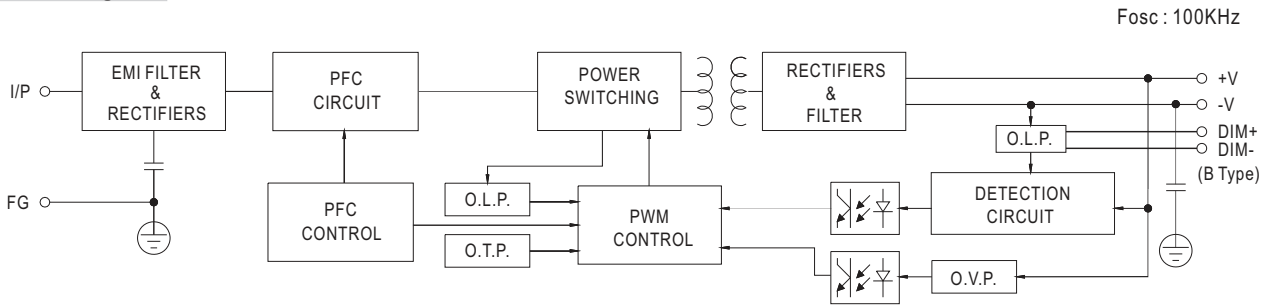 Fosc : 100KHz
I/P
EMI FILTER
&
RECTIFIERS
PFC
CIRCUIT
POWER
SWITCHING
RECTIFIERS
&
FILTER
+V
-V
DIM+
DIM-
(B Type)
O.L.P.
FG
PFC
CONTROL
O.L.P.
O.T.P.
PWM
CONTROL
DETECTION
CIRCUIT
O.V.P.